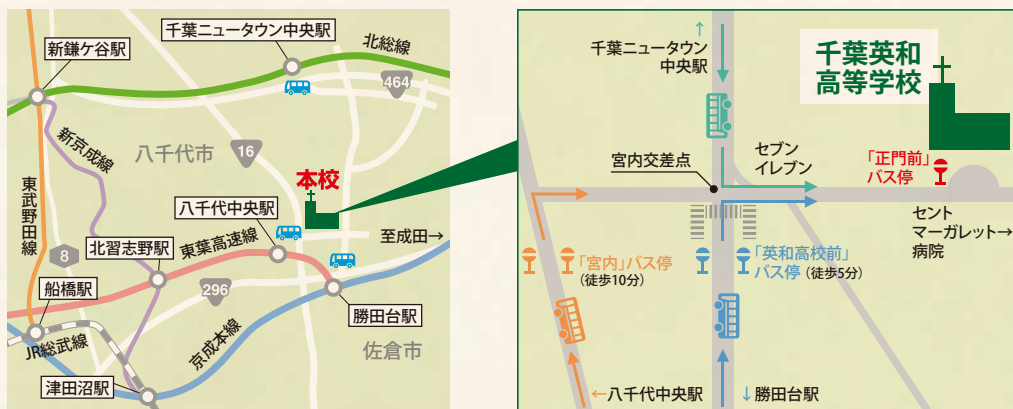 千葉ニュータウン中央駅
北総線
新鎌ケ谷駅
464
新京成線
八千代市
16
東武野田線
本校
八千代中央駅
北習志野駅
東葉高速線
至成田→
8
船橋駅
296
勝田台駅
JR総武線
京成本線
佐倉市
津田沼駅
↑
千葉ニュータウン
中央駅
千葉英和
高等学校
宮内交差点
セブン
イレブン
「正門前」
バス停
セント
マーガレット→
病院
「宮内」バス停
(徒歩10分)
「英和高校前」
バス停(徒歩5分)
←八千代中央駅
↓勝田台駅